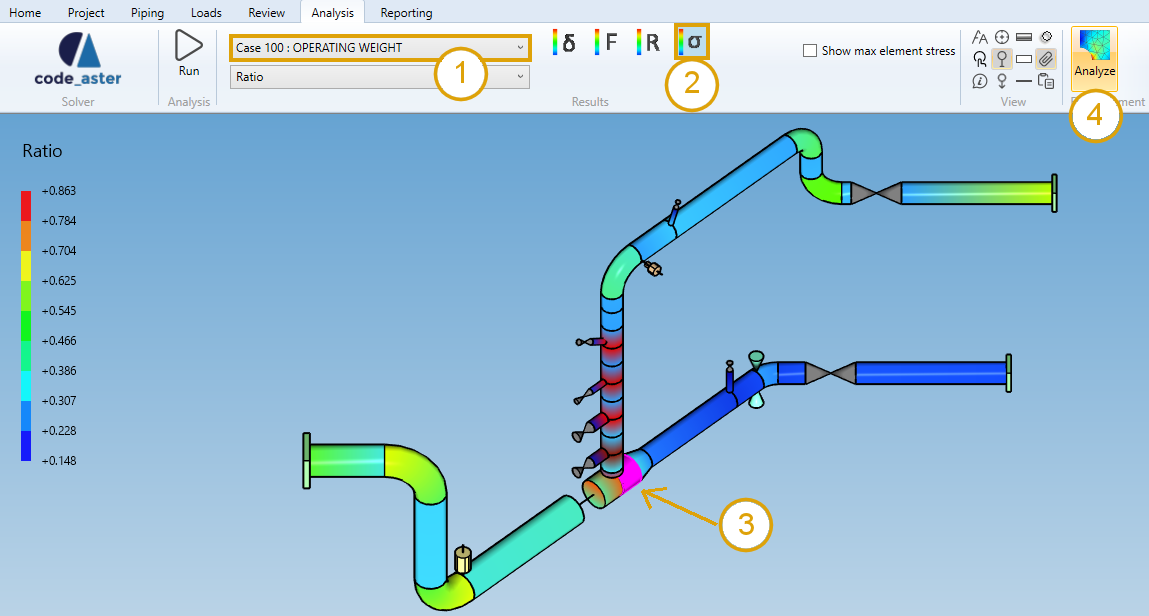 Home Project Piping Loads Review Analysis Reporting
Case 100 : OPERATING WEIGHT
Ratio
1
δ F R σ
2
Show max element stress
code_aster
Run
Analyze
Solver Analysis Results View
ment
4
Ratio
+0.863
+0.784
+0.704
+0.625
+0.545
+0.466
+0.386
+0.307
+0.228
+0.148
3